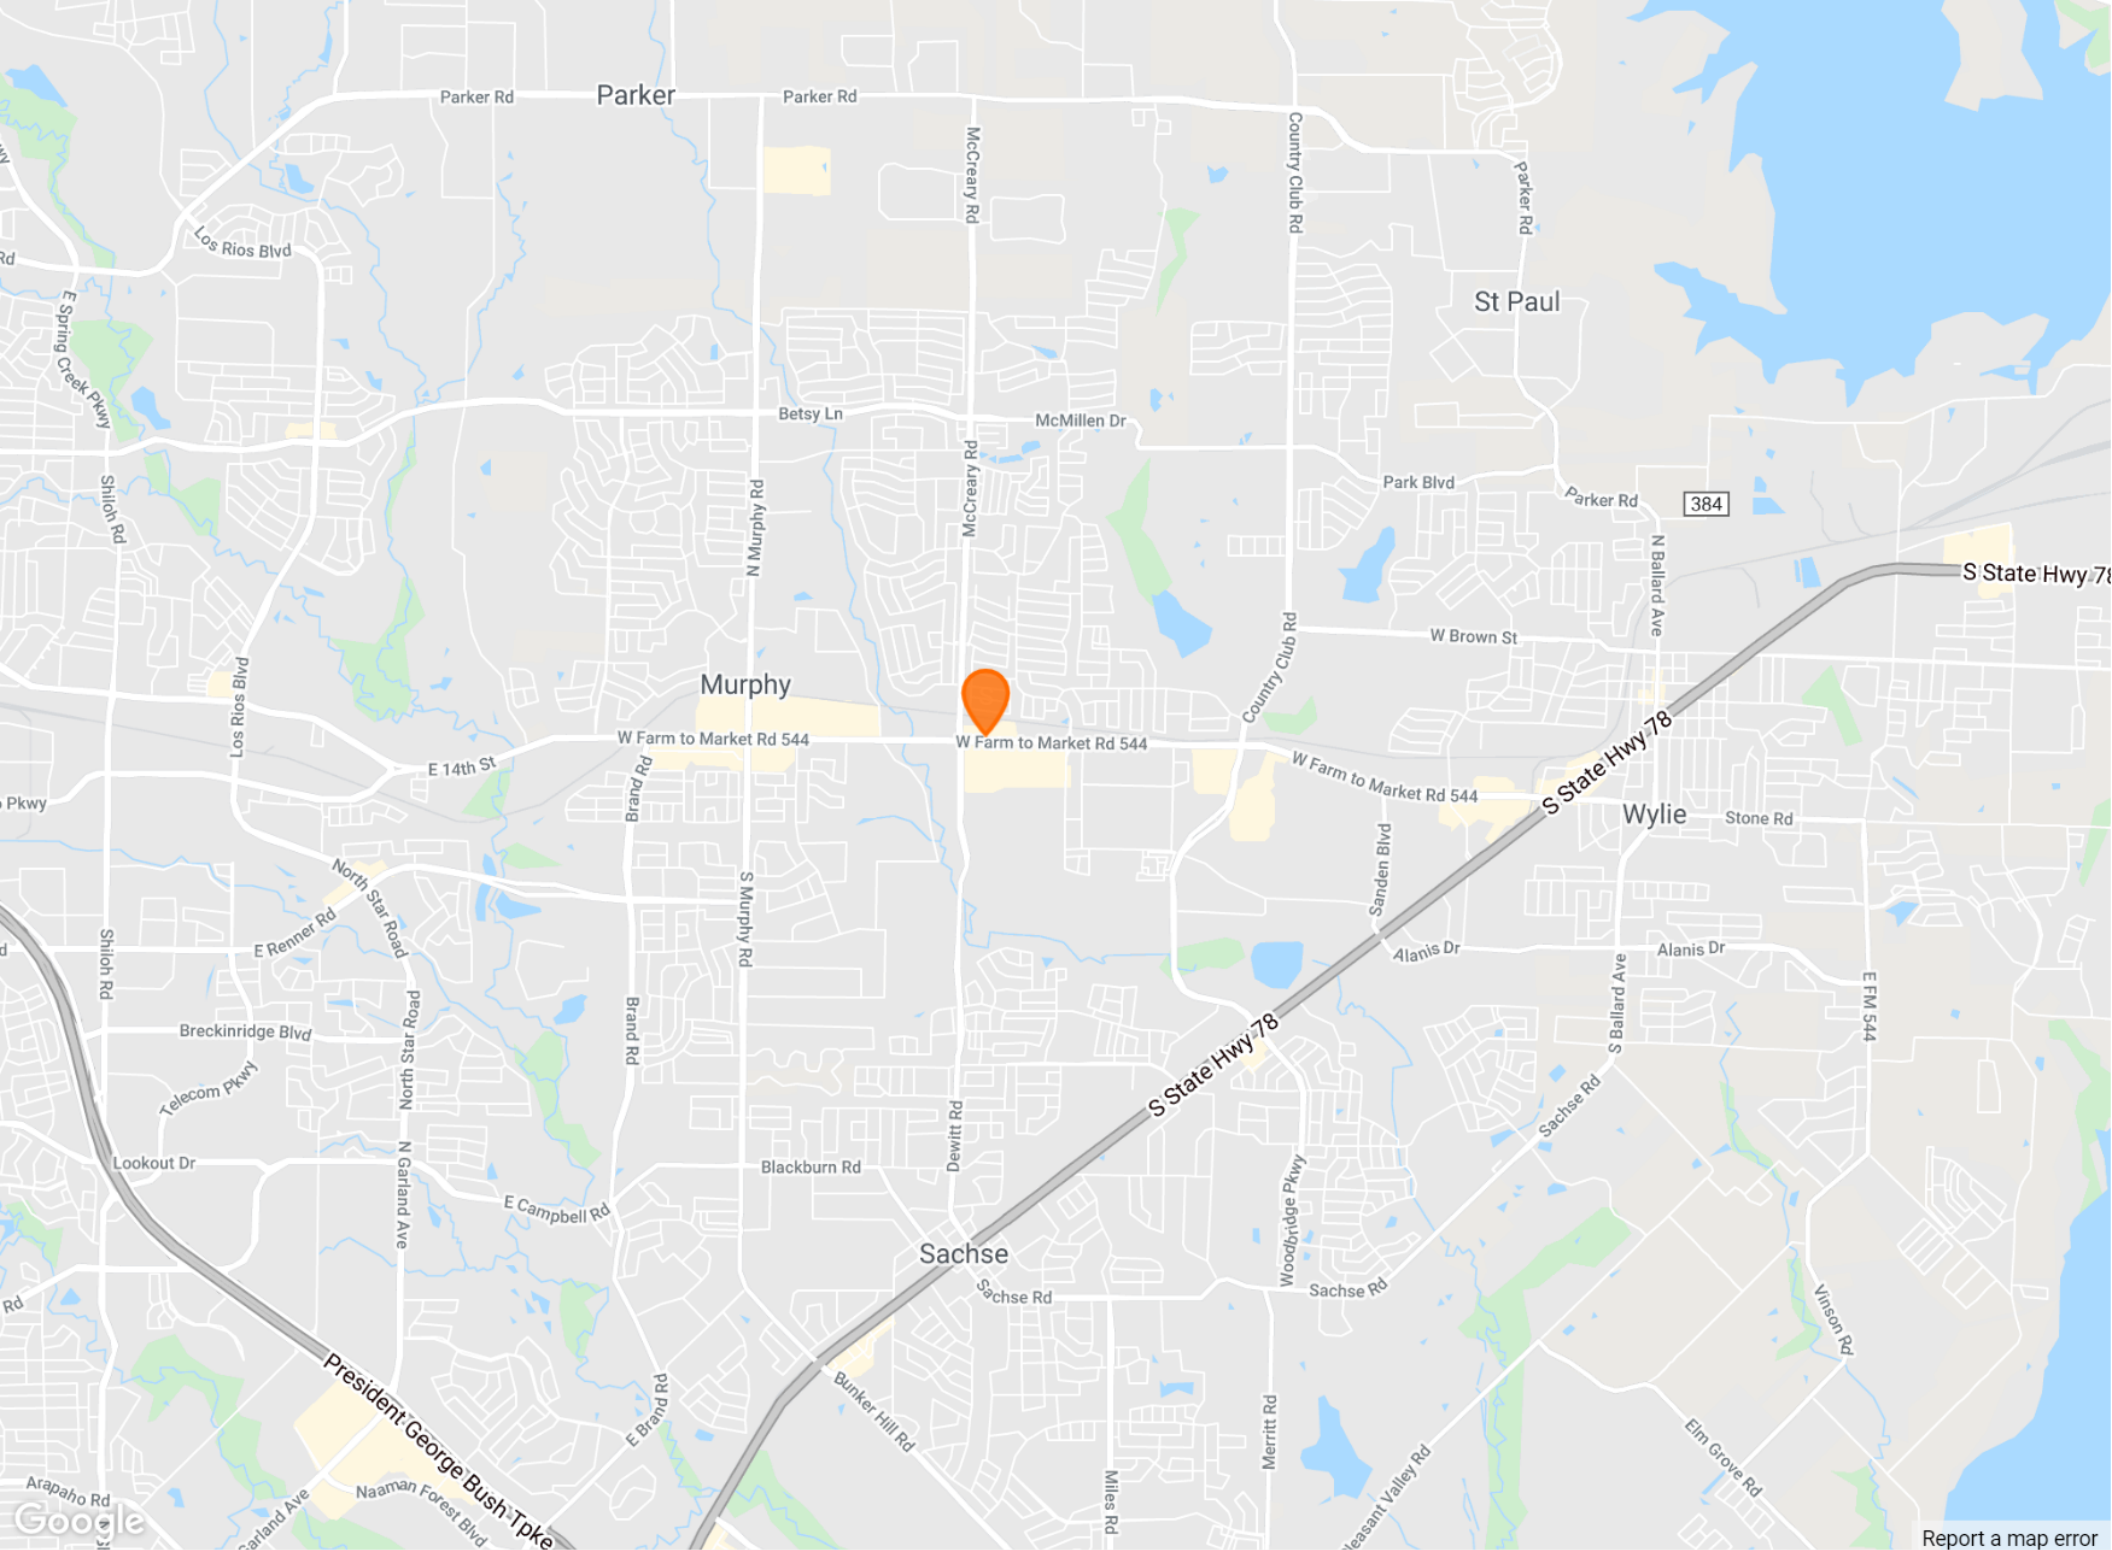 Parker Rd
Parker
Parker Rd
McCreary Rd
Country Club Rd
Parker Rd
Los Rios Blvd
Rd
E Spring Creek Pkwy
St Paul
Betsy Ln
McMillen Dr
McCreary Rd
N Murphy Rd
Shiloh Rd
Park Blvd
Parker Rd
384
N Ballard Ave
S State Hwy 78
W Brown St
Country Club Rd
Los Rios Blvd
Murphy
W Farm to Market Rd 544
W Farm to Market Rd 544
W Farm to Market Rd 544
E 14th St
Brand Rd
S State Hwy 78
Pkwy
Wylie
Stone Rd
Sanden Blvd
North Star Road
S Murphy Rd
E Renner Rd
Shiloh Rd
Alanis Dr
Alanis Dr
S Ballard Ave
E FM 544
Brand Rd
North Star Road
Breckinridge Blvd
Telecom Pkwy
S State Hwy 78
Sachse Rd
Dewitt Rd
Lookout Dr
N Garland Ave
Blackburn Rd
E Campbell Rd
Woodbridge Pkwy
Sachse
Sachse Rd
Sachse Rd
Rd
Vinson Rd
President George Bush Tpke
E Brand Rd
Bunker Hill Rd
Merritt Rd
Elm Grove Rd
Miles Rd
leasant Valley Rd
Arapaho Rd
Naaman Forest Blvd
Garland Ave
Google
Report a map error